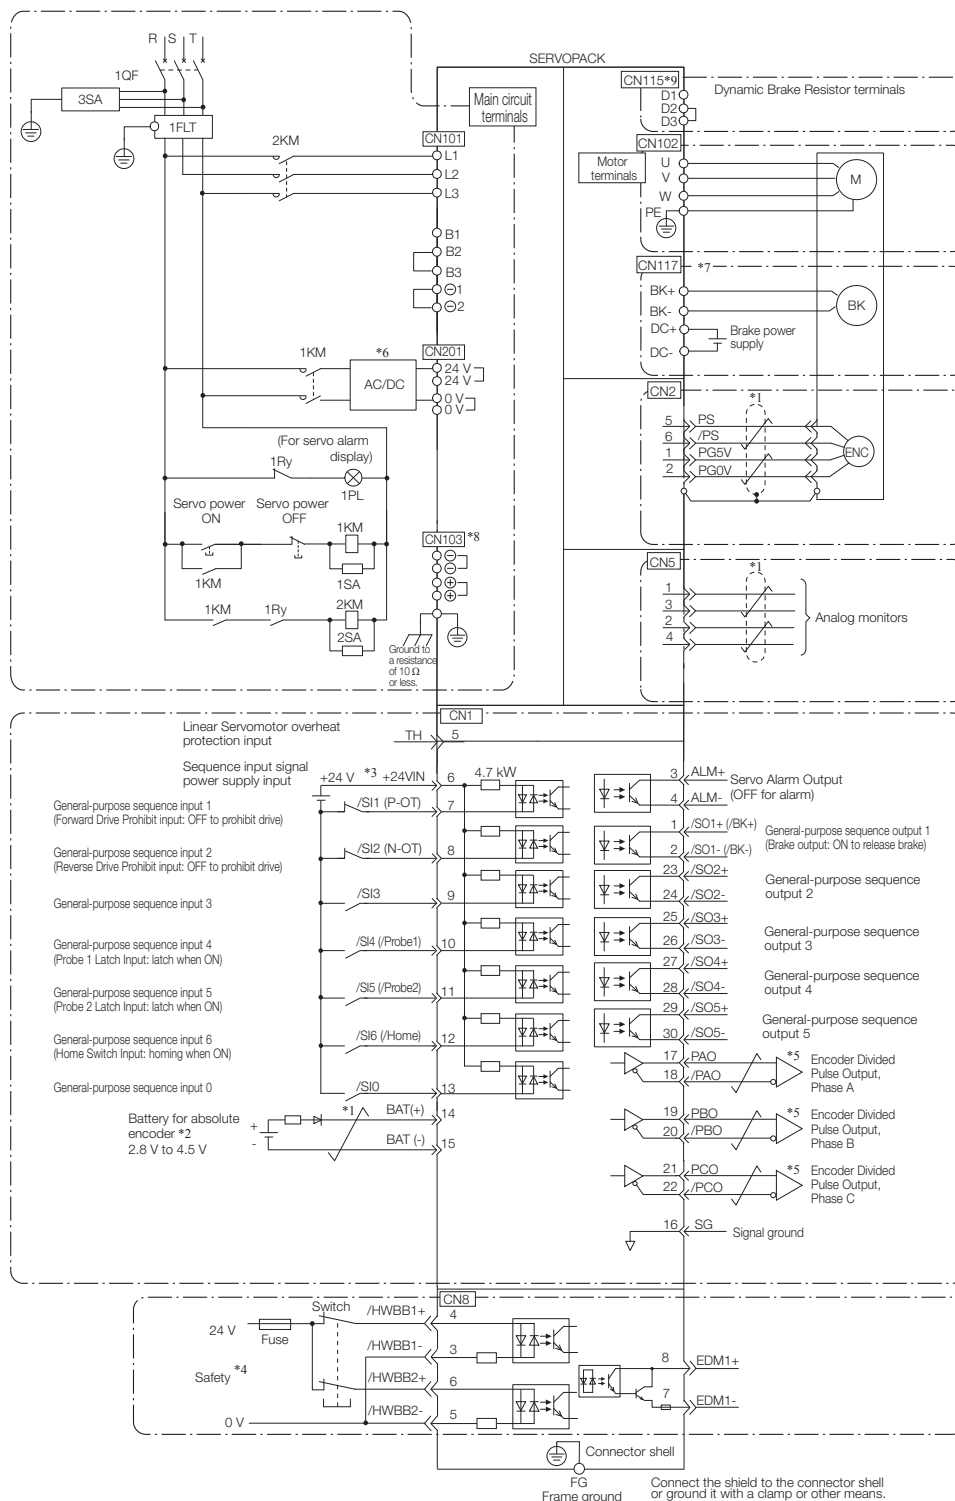 R S T
1QF
3SA
1FLT
2KM
SERVOPACK
Main circuit
terminals
CN101
L1
L2
L3
B1
B2
B3
⊖1
⊖2
CN201
1KM
*6
AC/DC
24 V
24 V
0 V
0 V
(For servo alarm
display)
1Ry
1PL
Servo power
ON
Servo power
OFF
1KM
1KM
1SA
1KM
1Ry
2KM
2SA
CN103 *8
⊖
⊖
⊕
⊕
Ground to
a resistance
of 10 Ω
or less.
CN115*9
Dynamic Brake Resistor terminals
D1
D2
D3
CN102
Motor
terminals
U
V
W
PE
M
CN117 *7
BK+
BK-
BK
DC+
DC-
Brake power
supply
CN2
*1
5 PS
6 /PS
1 PG5V
2 PG0V
ENC
CN5
*1
1
3
2
4
Analog monitors
CN1
Linear Servomotor overheat
protection input
TH 5
Sequence input signal
power supply input
+24 V *3 +24VIN 6 4.7 kW
General-purpose sequence input 1
(Forward Drive Prohibit input: OFF to prohibit drive)
/SI1 (P-OT) 7
General-purpose sequence input 2
(Reverse Drive Prohibit input: OFF to prohibit drive)
/SI2 (N-OT) 8
General-purpose sequence input 3
/SI3 9
General-purpose sequence input 4
(Probe 1 Latch Input: latch when ON)
/SI4 (/Probe1) 10
General-purpose sequence input 5
(Probe 2 Latch Input: latch when ON)
/SI5 (/Probe2) 11
General-purpose sequence input 6
(Home Switch Input: homing when ON)
/SI6 (/Home) 12
General-purpose sequence input 0
/SI0 13
Battery for absolute
encoder *2
2.8 V to 4.5 V
+
-
*1
BAT(+) 14
BAT (-) 15
3 ALM+
4 ALM-
Servo Alarm Output
(OFF for alarm)
1 /SO1+ (/BK+)
2 /SO1- (/BK-)
General-purpose sequence output 1
(Brake output: ON to release brake)
23 /SO2+
24 /SO2-
General-purpose sequence
output 2
25 /SO3+
26 /SO3-
General-purpose sequence
output 3
27 /SO4+
28 /SO4-
General-purpose sequence
output 4
29 /SO5+
30 /SO5-
General-purpose sequence
output 5
17 PAO
18 /PAO
*5
Encoder Divided
Pulse Output,
Phase A
19 PBO
20 /PBO
*5
Encoder Divided
Pulse Output,
Phase B
21 PCO
22 /PCO
*5
Encoder Divided
Pulse Output,
Phase C
16 SG
Signal ground
CN8
Switch
24 V
Fuse
Safety *4
0 V
/HWBB1+ 4
/HWBB1- 3
/HWBB2+ 6
/HWBB2- 5
8 EDM1+
7 EDM1-
Connector shell
FG
Frame ground
Connect the shield to the connector shell
or ground it with a clamp or other means.